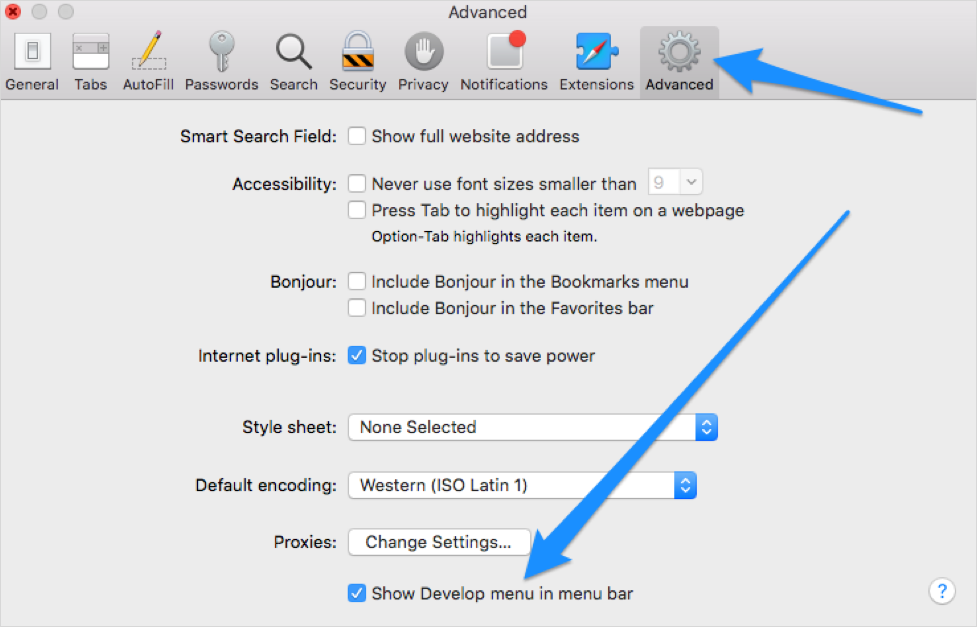 Advanced
General Tabs AutoFill Passwords Search Security Privacy Notifications Extensions Advanced
Smart Search Field: Show full website address
Accessibility: Never use font sizes smaller than 9
Press Tab to highlight each item on a webpage
Option-Tab highlights each item.
Bonjour: Include Bonjour in the Bookmarks menu
Include Bonjour in the Favorites bar
Internet plug-ins: Stop plug-ins to save power
Style sheet: None Selected
Default encoding: Western (ISO Latin 1)
Proxies: Change Settings...
Show Develop menu in menu bar
?